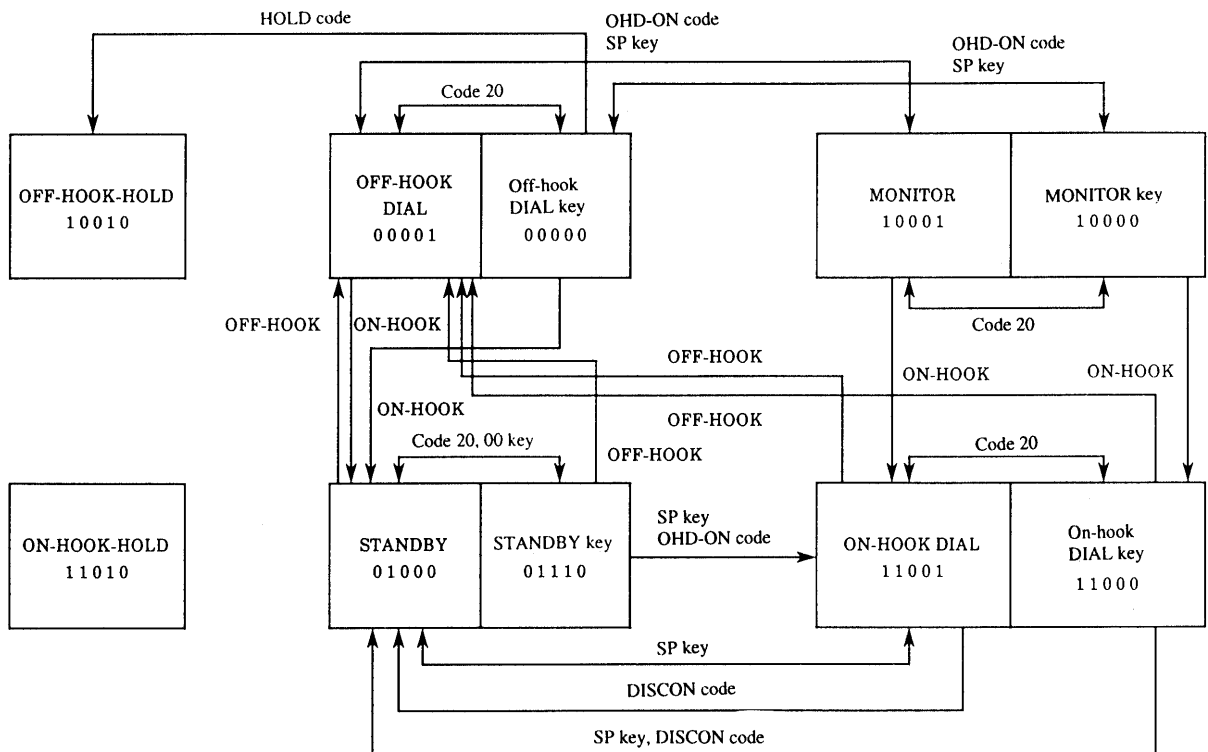 HOLD code
OHD-ON code
SP key
OHD-ON code
SP key
Code 20
OFF-HOOK-HOLD
10010
OFF-HOOK
DIAL
00001
Off-hook
DIAL key
00000
MONITOR
10001
MONITOR key
10000
Code 20
OFF-HOOK
ON-HOOK
OFF-HOOK
ON-HOOK
ON-HOOK
ON-HOOK
OFF-HOOK
Code 20, 00 key
OFF-HOOK
Code 20
ON-HOOK-HOLD
11010
STANDBY
01000
STANDBY key
01110
SP key
OHD-ON code
ON-HOOK DIAL
11001
On-hook
DIAL key
11000
SP key
DISCON code
SP key, DISCON code